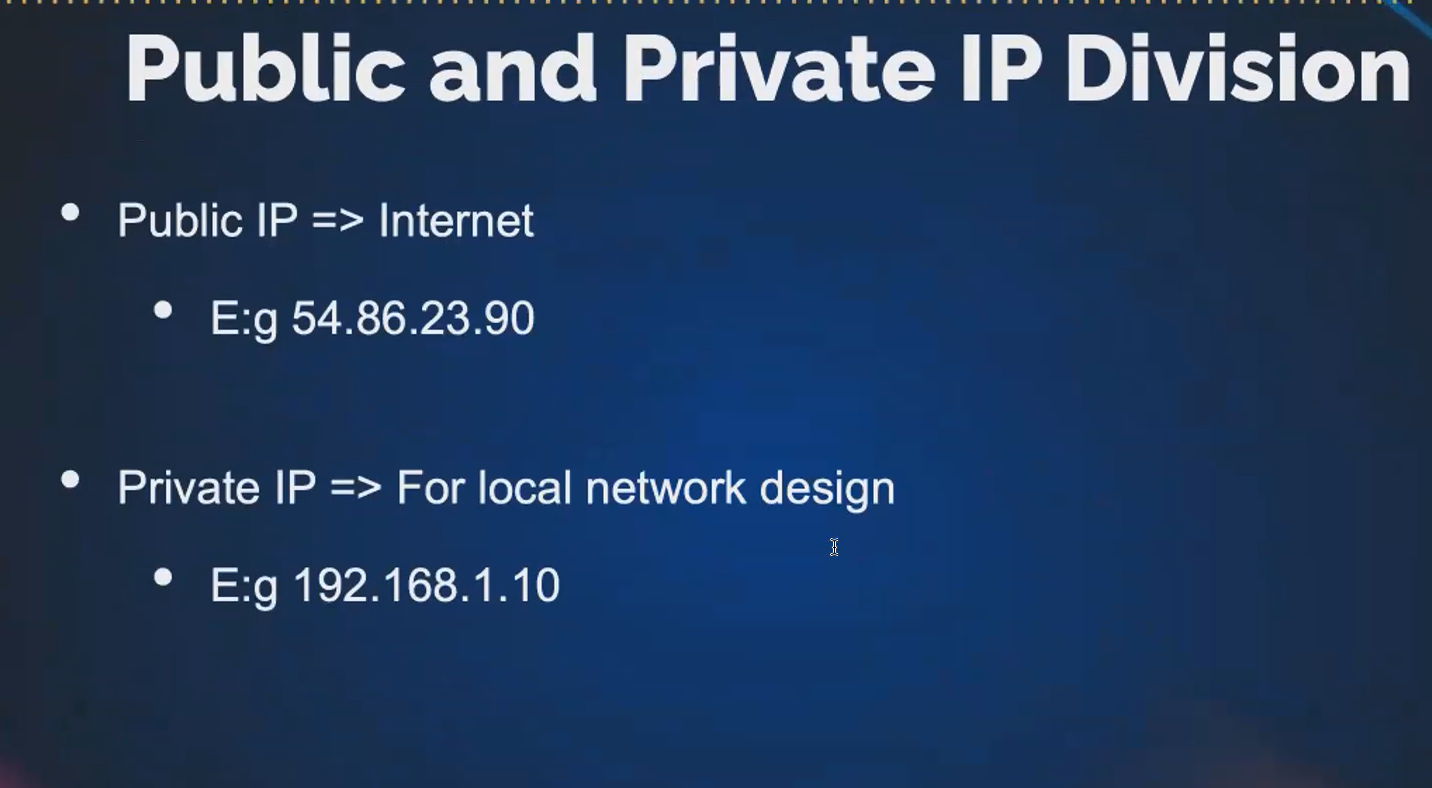 Public and Private IP Division
• Public IP => Internet
• E:g 54.86.23.90
• Private IP => For local network design
• E:g 192.168.1.10